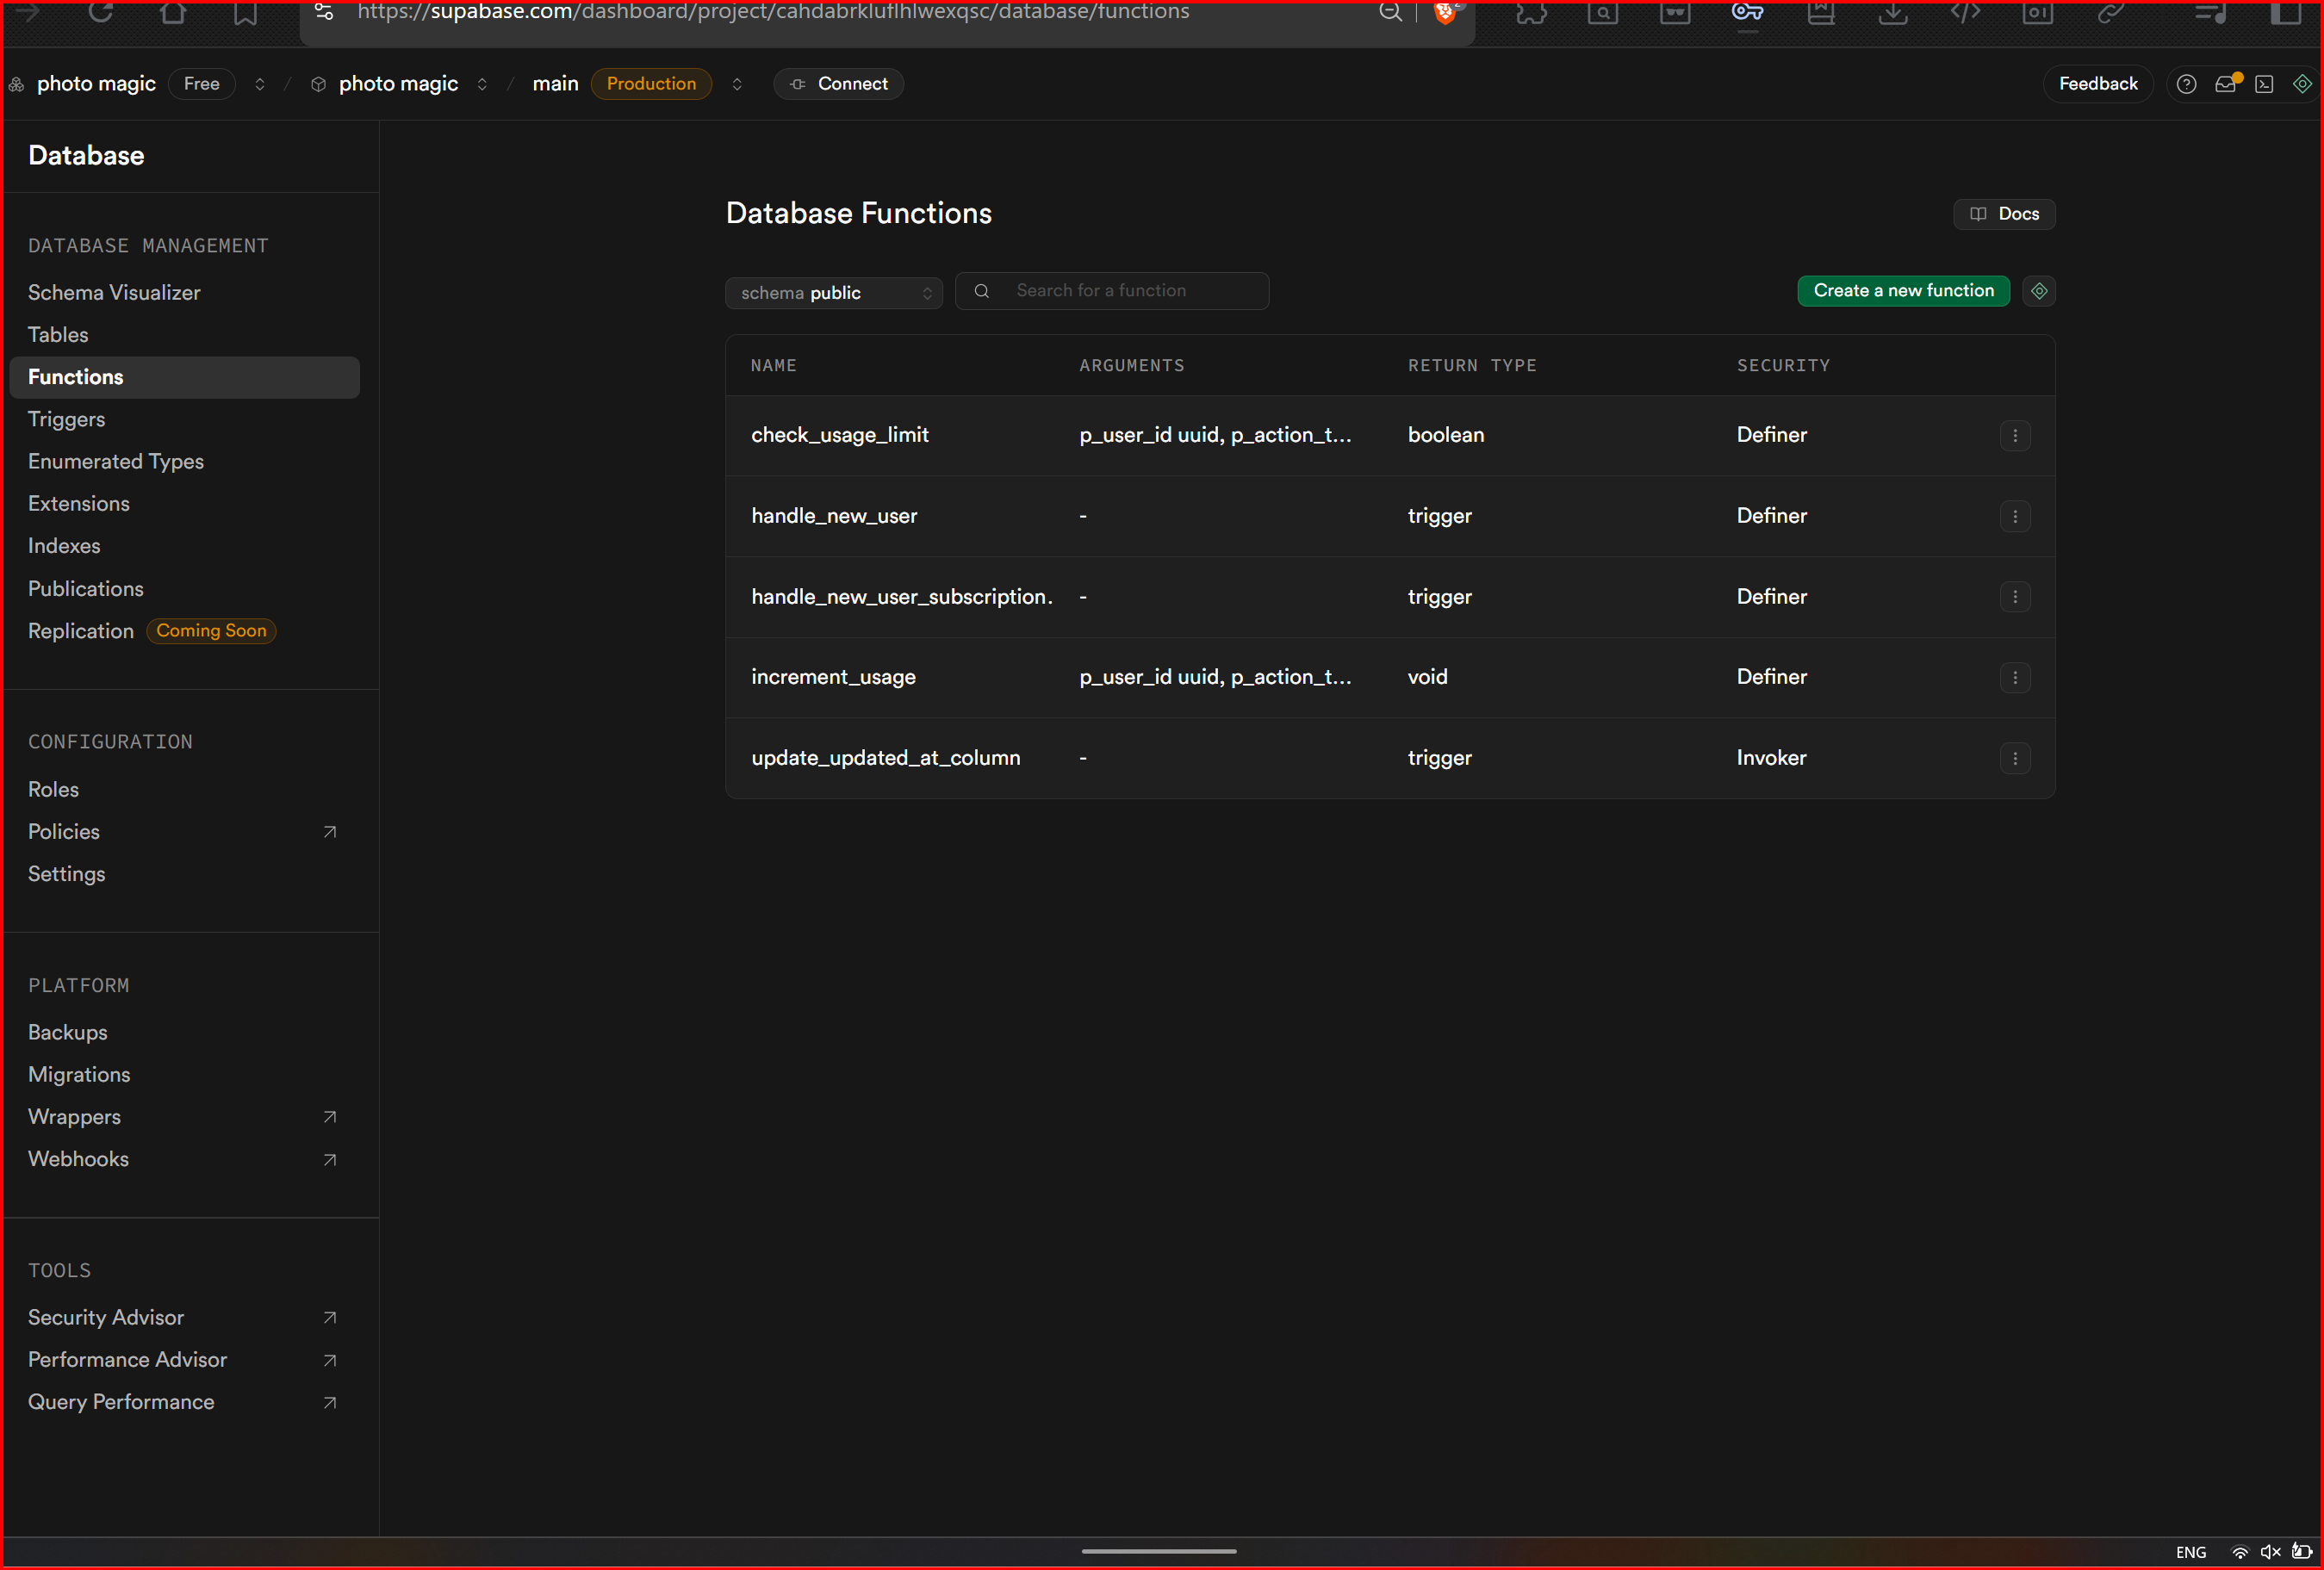 https://supabase.com/dashboard/project/cahdabrkluflhlwexqsc/database/functions
photo magic Free / photo magic / main Production Connect Feedback
Database
Database Functions
Docs
DATABASE MANAGEMENT
Schema Visualizer
Tables
Functions
Triggers
Enumerated Types
Extensions
Indexes
Publications
Replication Coming Soon
CONFIGURATION
Roles
Policies
Settings
PLATFORM
Backups
Migrations
Wrappers
Webhooks
TOOLS
Security Advisor
Performance Advisor
Query Performance
schema public Search for a function Create a new function
NAME ARGUMENTS RETURN TYPE SECURITY
check_usage_limit p_user_id uuid, p_action_t... boolean Definer
handle_new_user - trigger Definer
handle_new_user_subscription. - trigger Definer
increment_usage p_user_id uuid, p_action_t... void Definer
update_updated_at_column - trigger Invoker
ENG